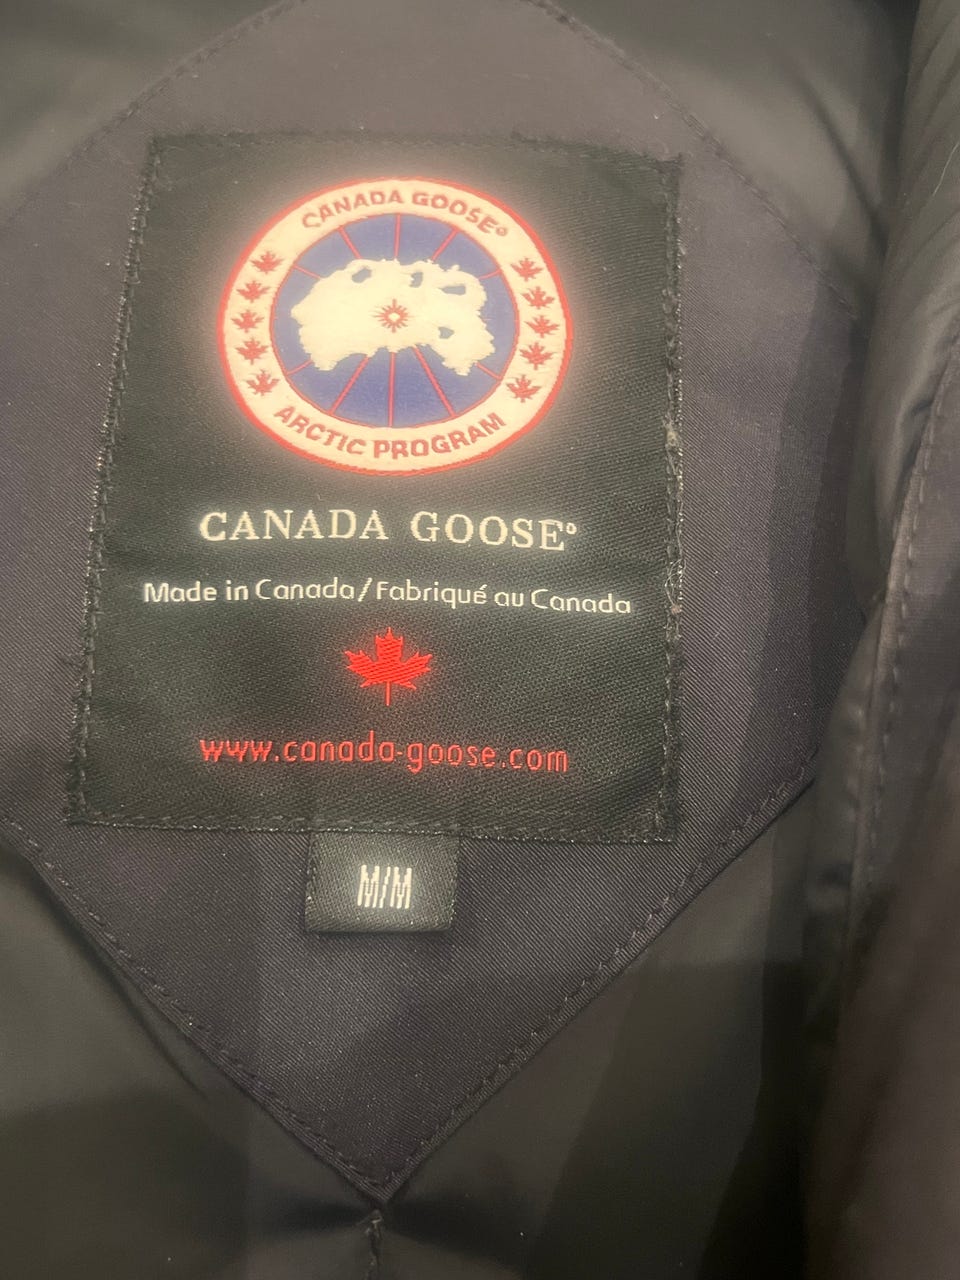 CANADA GOOSE®
ARCTIC PROGRAM
CANADA GOOSE®
Made in Canada/Fabriqué au Canada
www.canada-goose.com
M/M